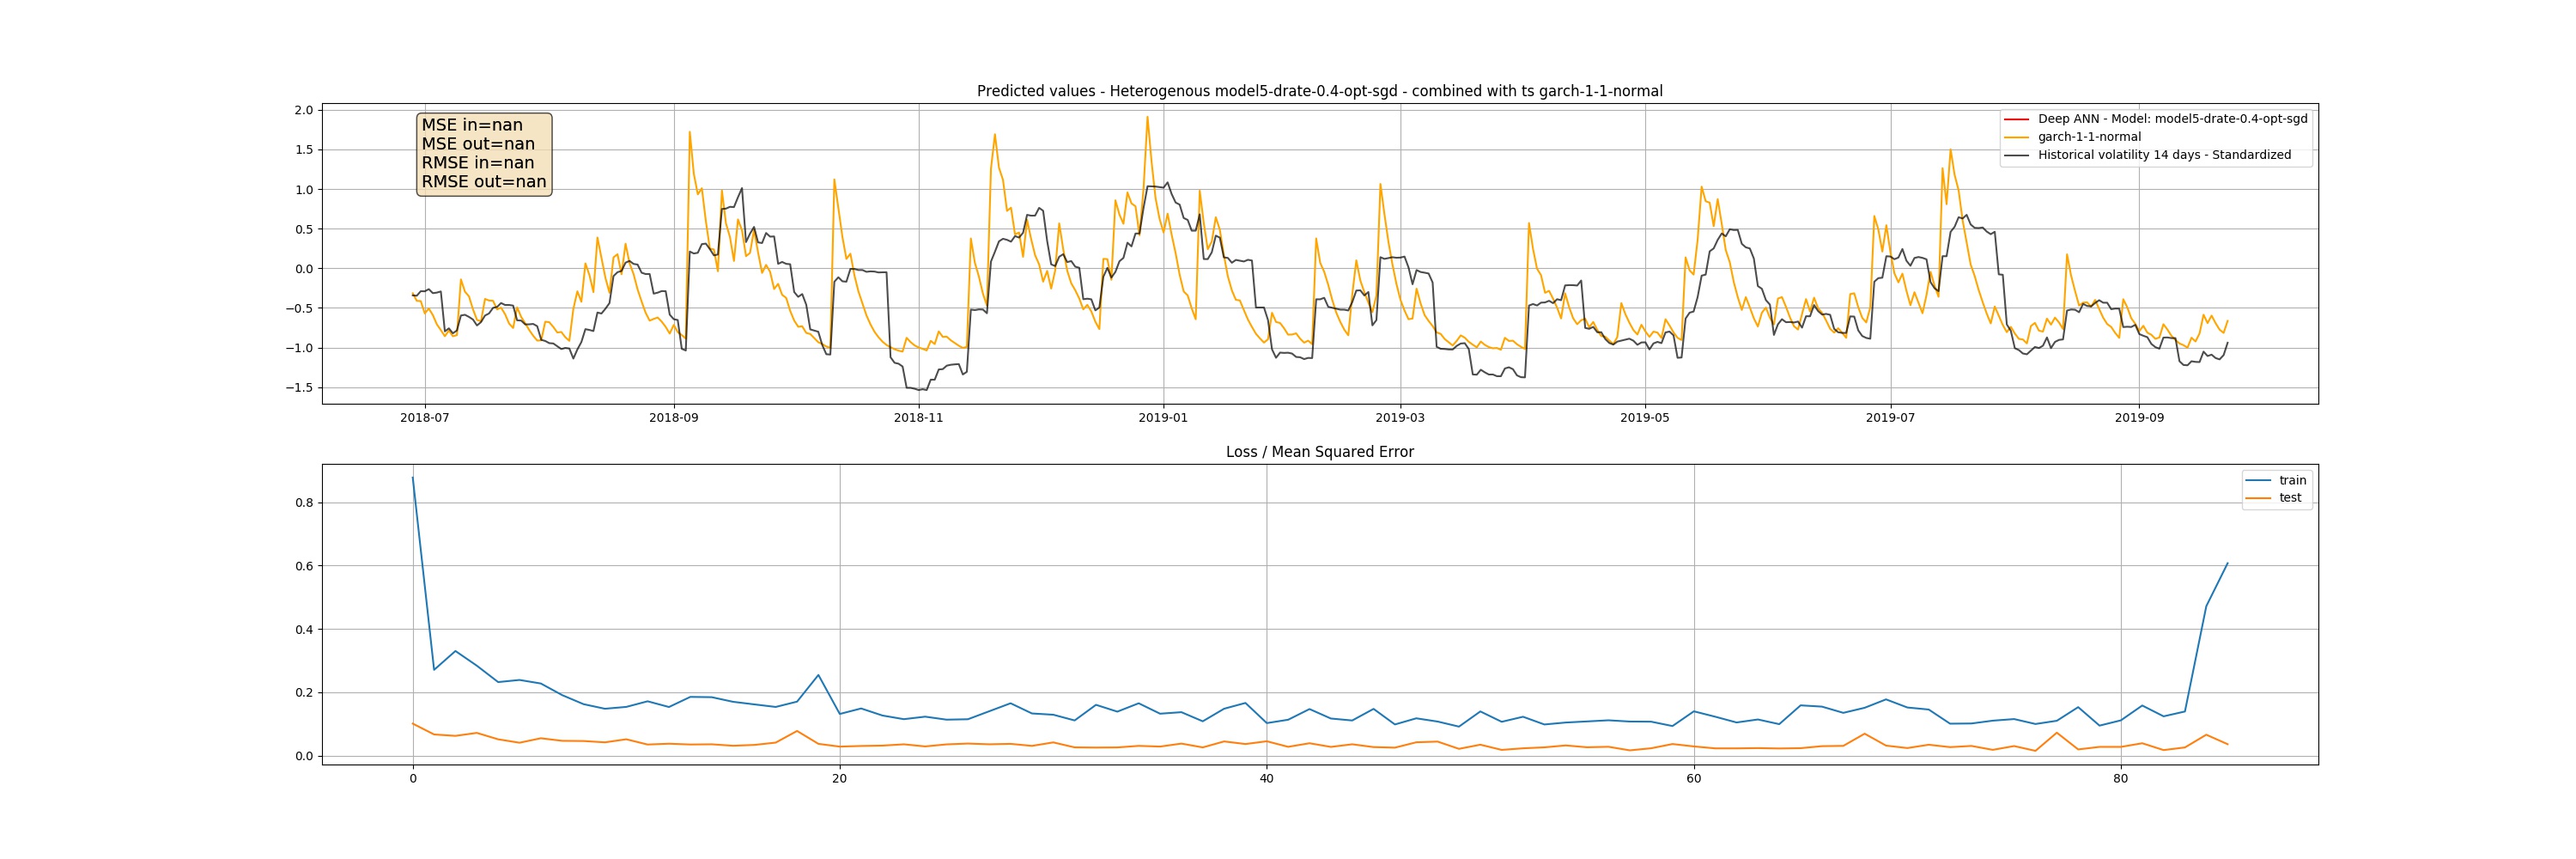 Predicted values - Heterogenous model5-drate-0.4-opt-sgd - combined with ts garch-1-1-normal
2.0
1.5
1.0
0.5
0.0
−0.5
−1.0
−1.5
MSE in=nan
MSE out=nan
RMSE in=nan
RMSE out=nan
Deep ANN - Model: model5-drate-0.4-opt-sgd
garch-1-1-normal
Historical volatility 14 days - Standardized
2018-07 2018-09 2018-11 2019-01 2019-03 2019-05 2019-07 2019-09
Loss / Mean Squared Error
0.8
0.6
0.4
0.2
0.0
train
test
0 20 40 60 80